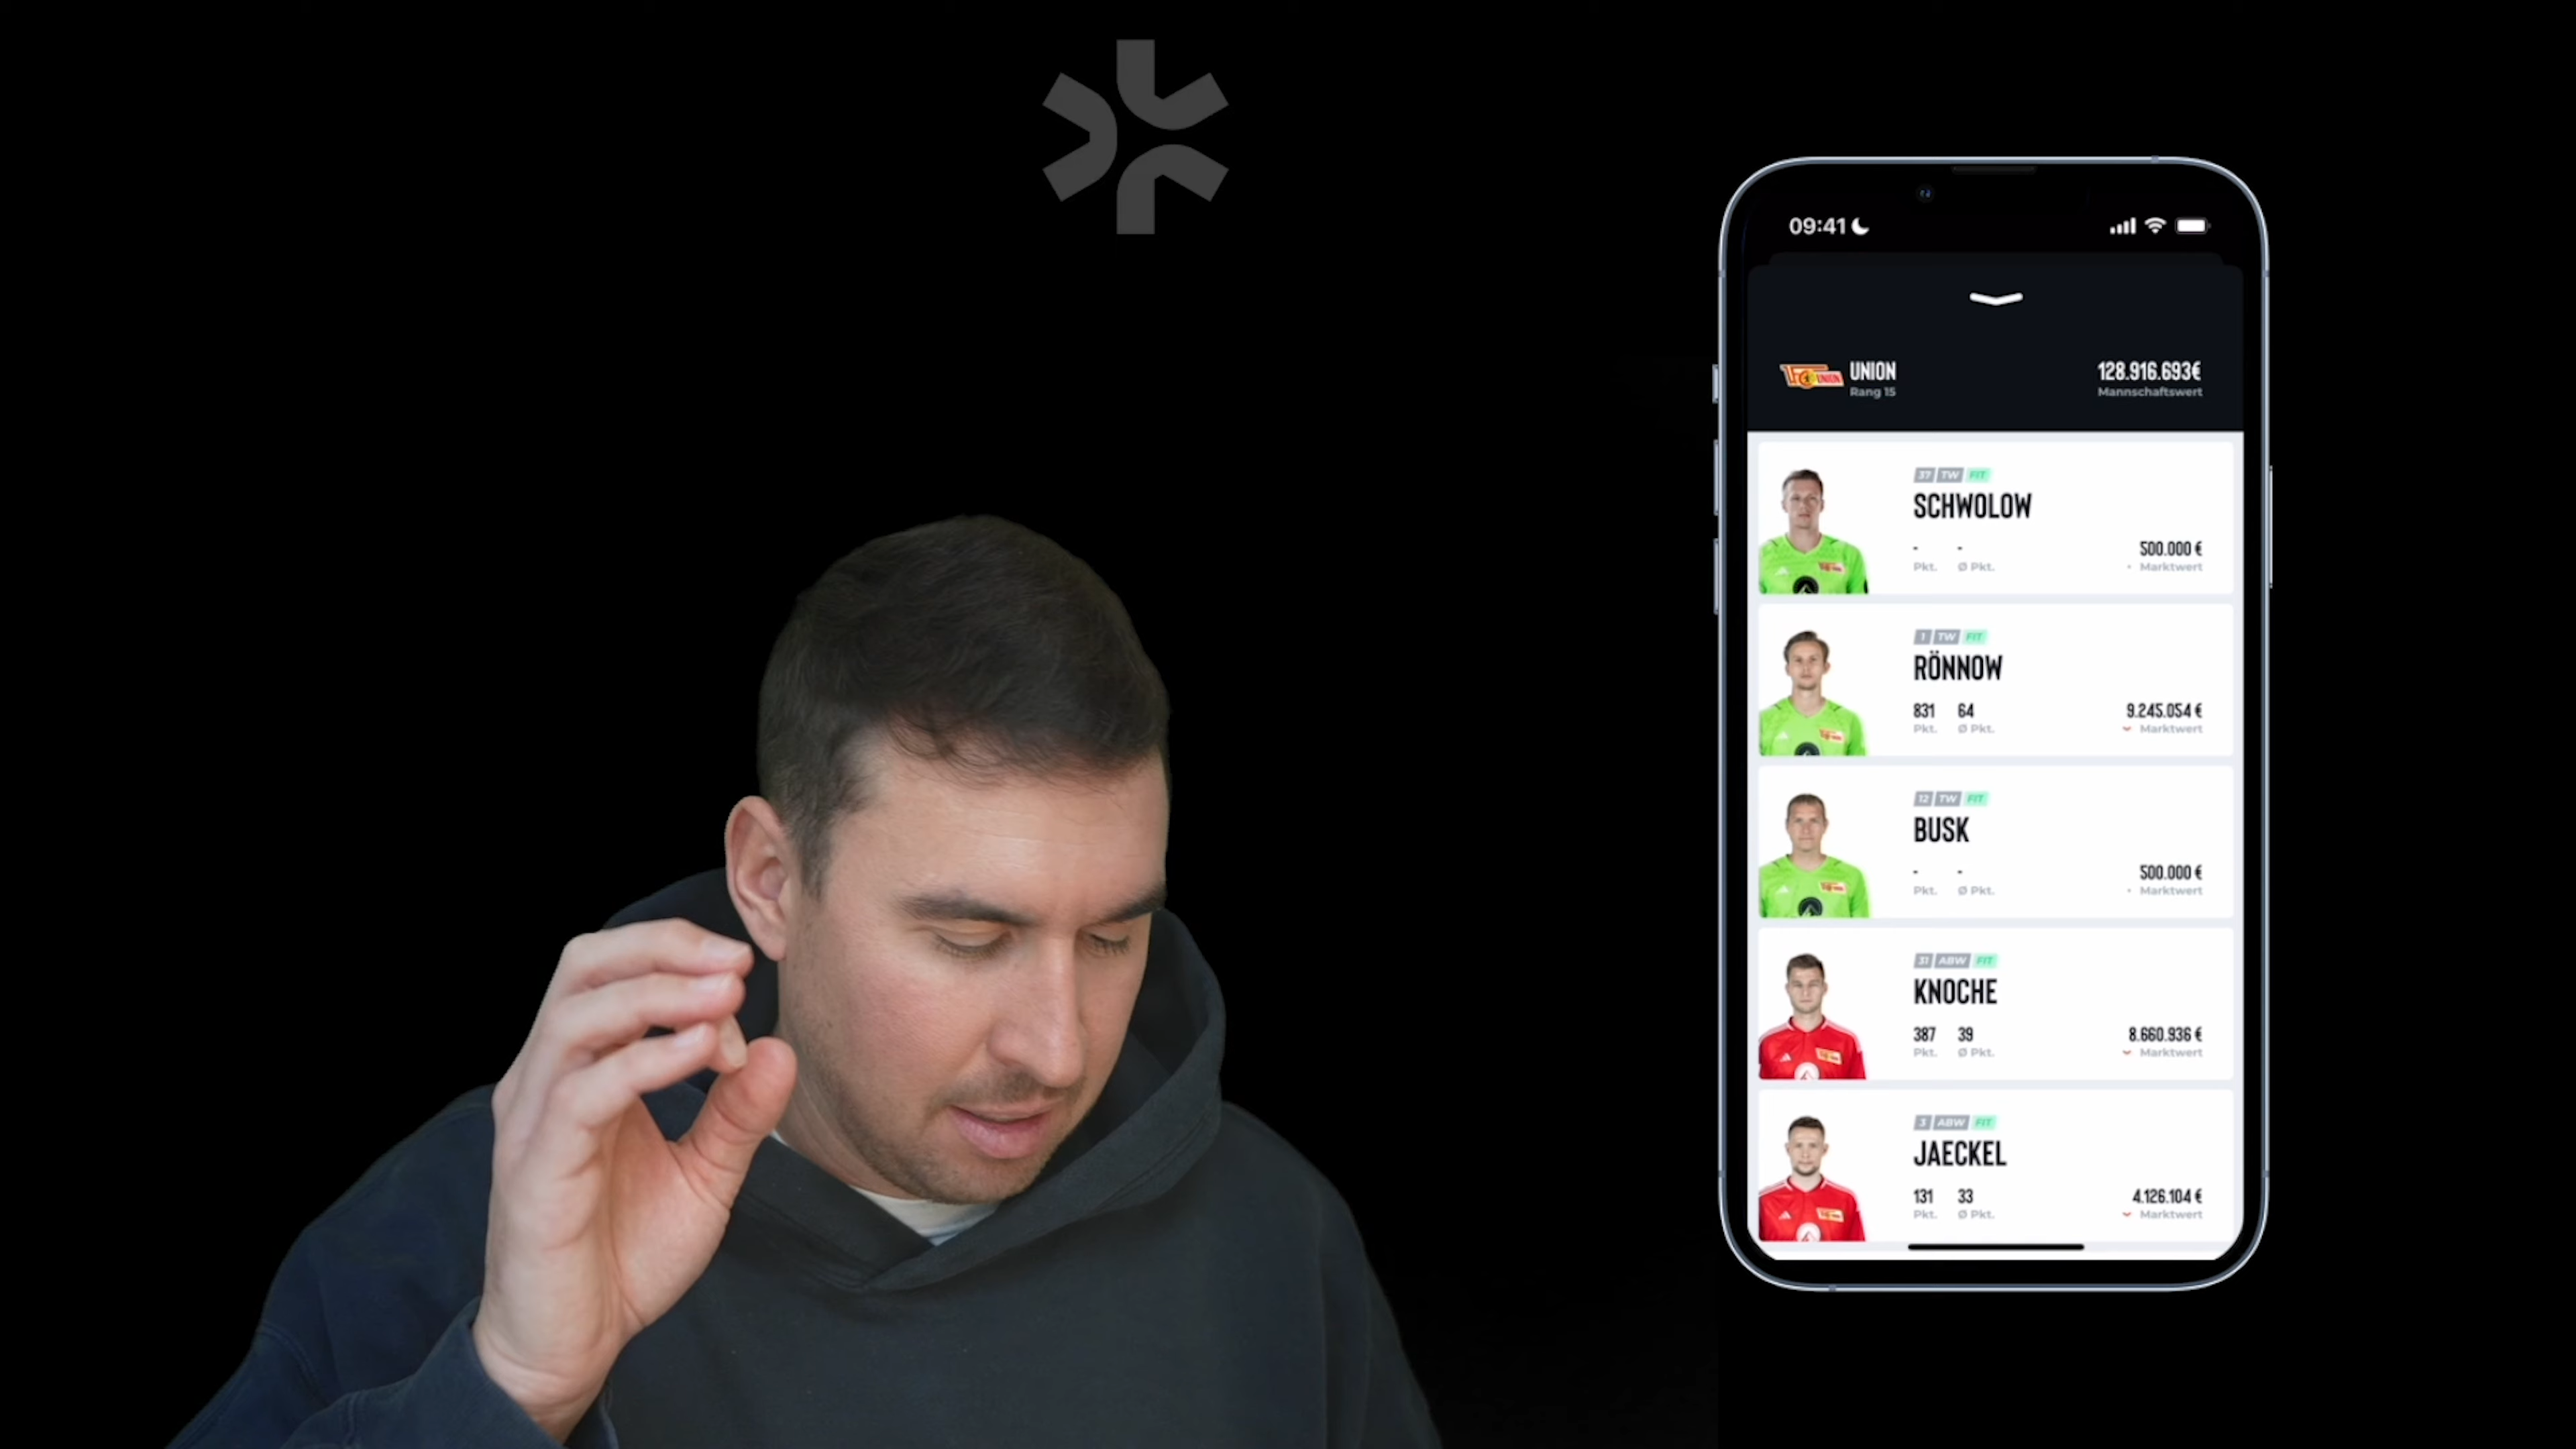 09:41
UNION
Rang 15
128.916.693€
Mannschaftswert
37 TW FIT
SCHWOLOW
- -
Pkt. Ø Pkt.
500.000 €
Marktwert
1 TW FIT
RÖNNOW
831 64
Pkt. Ø Pkt.
9.245.054 €
Marktwert
12 TW FIT
BUSK
- -
Pkt. Ø Pkt.
500.000 €
Marktwert
31 ABW FIT
KNOCHE
387 39
Pkt. Ø Pkt.
8.660.936 €
Marktwert
3 ABW FIT
JAECKEL
131 33
Pkt. Ø Pkt.
4.126.104 €
Marktwert